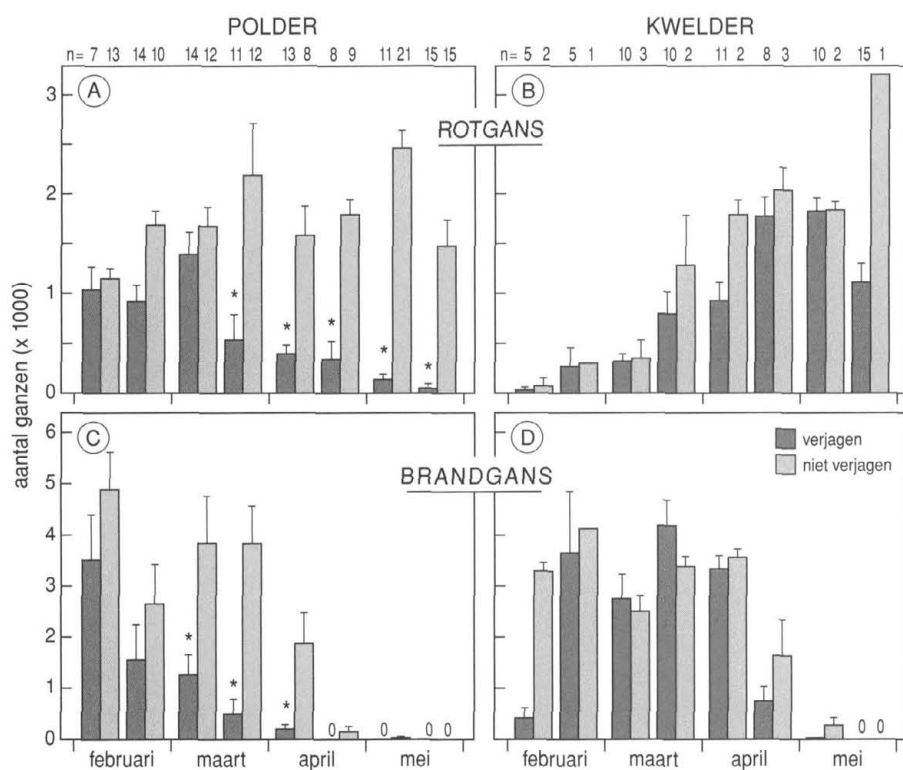 POLDER KWELDER
n= 7 13 14 10 14 12 11 12 13 8 8 9 11 21 15 15 n= 5 2 5 1 10 3 10 2 11 2 8 3 10 2 15 1
A B
ROTGANS
3
2
1
0
* * * * *
aantal ganzen (x 1000)
C D
BRANDGANS
verjagen
niet verjagen
6
5
4
3
2
1
0
* * *
0 0 0 0 0
februari maart april mei februari maart april mei